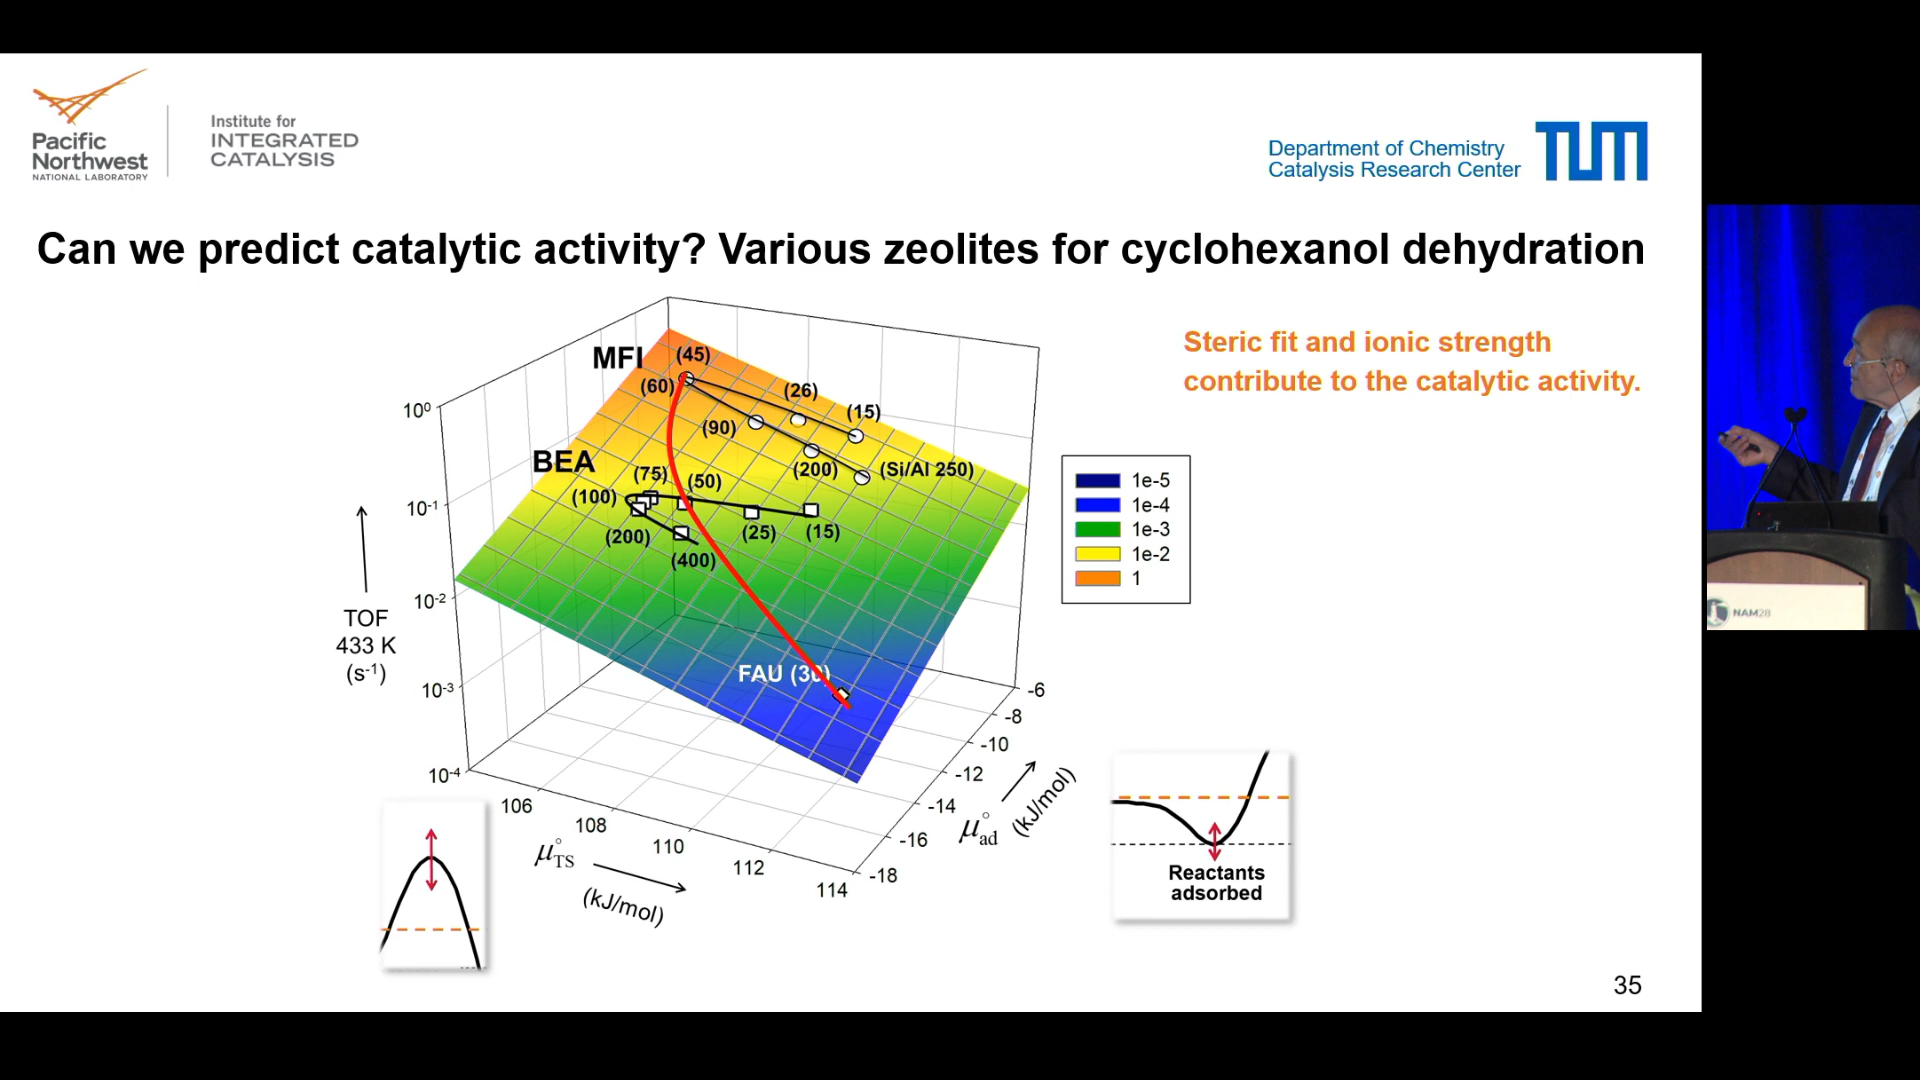 Pacific
Northwest
NATIONAL LABORATORY
Institute for
INTEGRATED
CATALYSIS
Department of Chemistry
Catalysis Research Center
TUM
Can we predict catalytic activity? Various zeolites for cyclohexanol dehydration
Steric fit and ionic strength
contribute to the catalytic activity.
MFI
(45)
(60)
(26)
(15)
(90)
(200)
(Si/Al 250)
BEA
(75)
(50)
(100)
(200)
(25)
(15)
(400)
FAU (30)
10⁰
10⁻¹
10⁻²
10⁻³
10⁻⁴
TOF
433 K
(s⁻¹)
1e-5
1e-4
1e-3
1e-2
1
106
108
110
112
114
μ°TS
(kJ/mol)
-6
-8
-10
-12
-14
-16
-18
μ°ad
(kJ/mol)
Reactants
adsorbed
35
NAM28